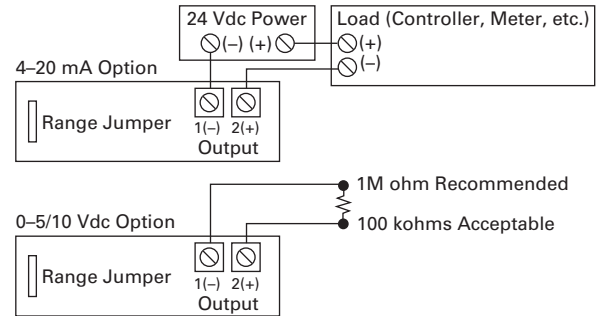 24 Vdc Power
Load (Controller, Meter, etc.)
(–) (+)
(+)
(–)
4–20 mA Option
Range Jumper
1(–) 2(+)
Output
1M ohm Recommended
0–5/10 Vdc Option
100 kohms Acceptable
Range Jumper
1(–) 2(+)
Output